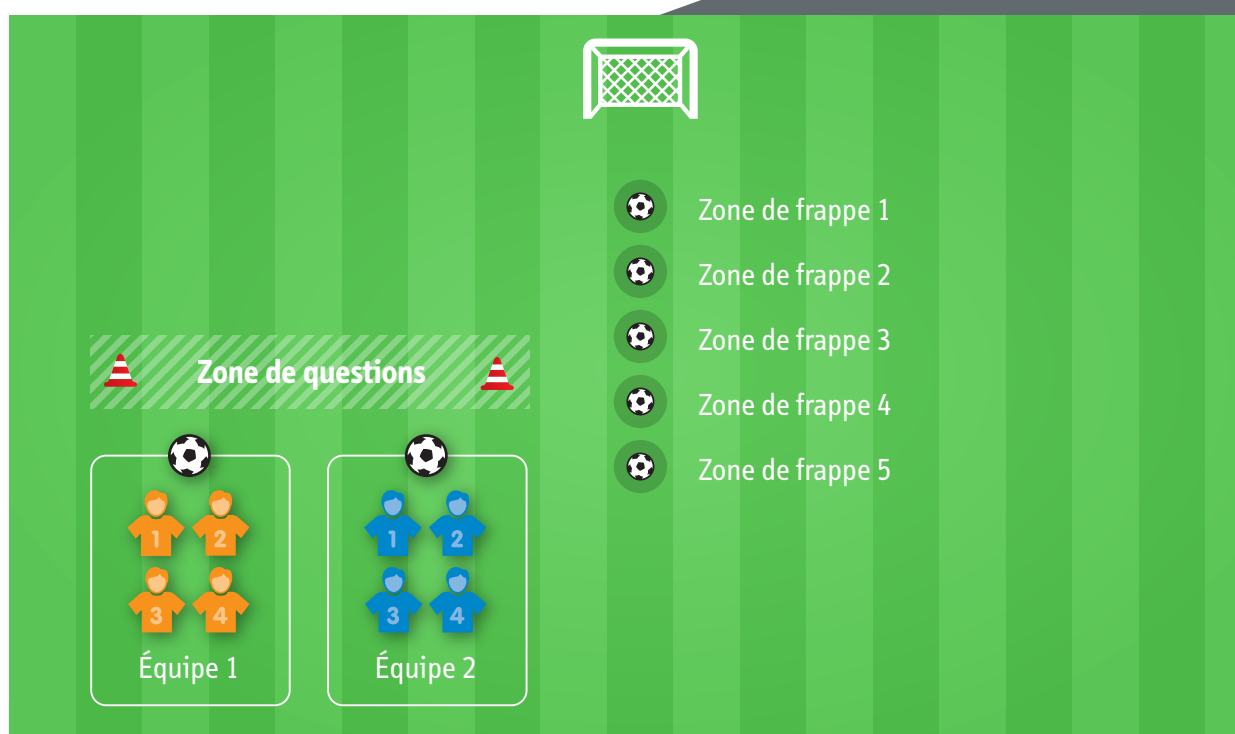 Zone de frappe 1
Zone de frappe 2
Zone de frappe 3
Zone de frappe 4
Zone de frappe 5
Zone de questions
1 2
3 4
Équipe 1
1 2
3 4
Équipe 2